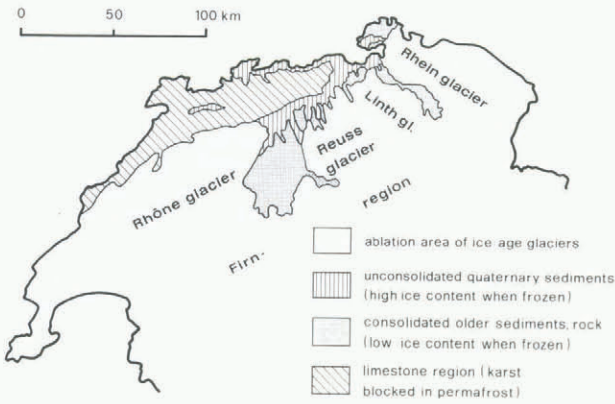 0 50 100 km
Rhein glacier
Linth gl.
Reuss
glacier
Rhône glacier
region
Firn-
ablation area of ice age glaciers
unconsolidated quaternary sediments
(high ice content when frozen)
consolidated older sediments, rock
(low ice content when frozen)
limestone region (karst
blocked in permafrost)